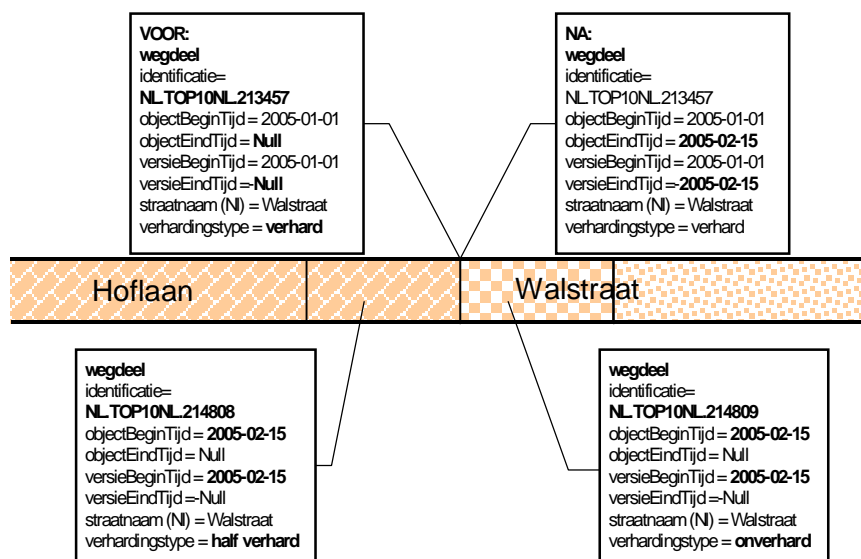 VOOR:
wegdeel
identificatie=
NL.TOP10NL.213457
objectBeginTijd = 2005-01-01
objectEindTijd = Null
versieBeginTijd = 2005-01-01
versieEindTijd =-Null
straatnaam (Nl) = Walstraat
verhardingstype = verhard
NA:
wegdeel
identificatie=
NL.TOP10NL.213457
objectBeginTijd = 2005-01-01
objectEindTijd = 2005-02-15
versieBeginTijd = 2005-01-01
versieEindTijd =-2005-02-15
straatnaam (Nl) = Walstraat
verhardingstype = verhard
Hoflaan
Walstraat
wegdeel
identificatie=
NL.TOP10NL.214808
objectBeginTijd = 2005-02-15
objectEindTijd = Null
versieBeginTijd = 2005-02-15
versieEindTijd =-Null
straatnaam (Nl) = Walstraat
verhardingstype = half verhard
wegdeel
identificatie=
NL.TOP10NL.214809
objectBeginTijd = 2005-02-15
objectEindTijd = Null
versieBeginTijd = 2005-02-15
versieEindTijd =-Null
straatnaam (Nl) = Walstraat
verhardingstype = onverhard